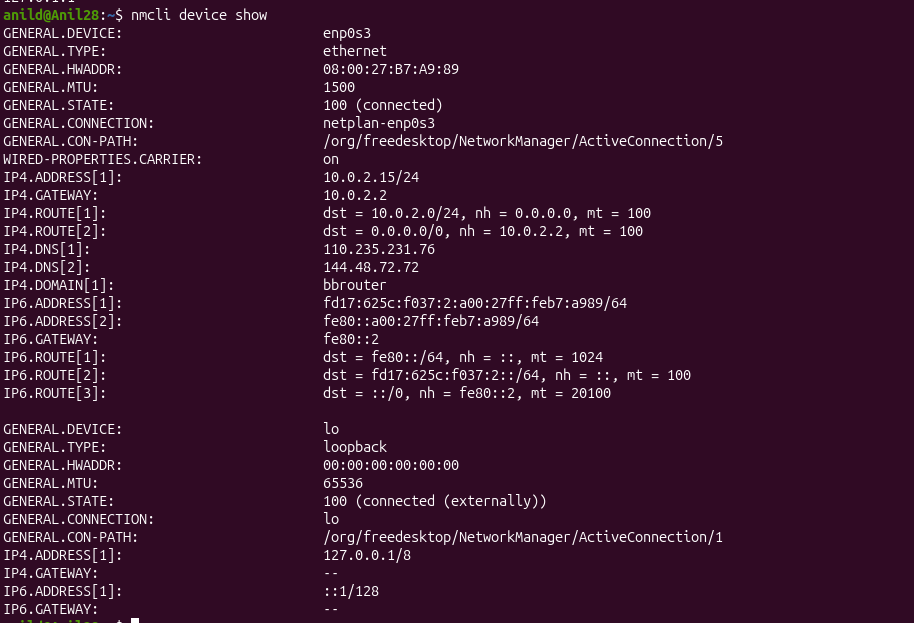 127.0.1.1
anild@Anil28:~$ nmcli device show
GENERAL.DEVICE: enp0s3
GENERAL.TYPE: ethernet
GENERAL.HWADDR: 08:00:27:B7:A9:89
GENERAL.MTU: 1500
GENERAL.STATE: 100 (connected)
GENERAL.CONNECTION: netplan-enp0s3
GENERAL.CON-PATH: /org/freedesktop/NetworkManager/ActiveConnection/5
WIRED-PROPERTIES.CARRIER: on
IP4.ADDRESS[1]: 10.0.2.15/24
IP4.GATEWAY: 10.0.2.2
IP4.ROUTE[1]: dst = 10.0.2.0/24, nh = 0.0.0.0, mt = 100
IP4.ROUTE[2]: dst = 0.0.0.0/0, nh = 10.0.2.2, mt = 100
IP4.DNS[1]: 110.235.231.76
IP4.DNS[2]: 144.48.72.72
IP4.DOMAIN[1]: bbrouter
IP6.ADDRESS[1]: fd17:625c:f037:2:a00:27ff:feb7:a989/64
IP6.ADDRESS[2]: fe80::a00:27ff:feb7:a989/64
IP6.GATEWAY: fe80::2
IP6.ROUTE[1]: dst = fe80::/64, nh = ::, mt = 1024
IP6.ROUTE[2]: dst = fd17:625c:f037:2::/64, nh = ::, mt = 100
IP6.ROUTE[3]: dst = ::/0, nh = fe80::2, mt = 20100
GENERAL.DEVICE: lo
GENERAL.TYPE: loopback
GENERAL.HWADDR: 00:00:00:00:00:00
GENERAL.MTU: 65536
GENERAL.STATE: 100 (connected (externally))
GENERAL.CONNECTION: lo
GENERAL.CON-PATH: /org/freedesktop/NetworkManager/ActiveConnection/1
IP4.ADDRESS[1]: 127.0.0.1/8
IP4.GATEWAY: --
IP6.ADDRESS[1]: ::1/128
IP6.GATEWAY: --
anild@Anil28:~$